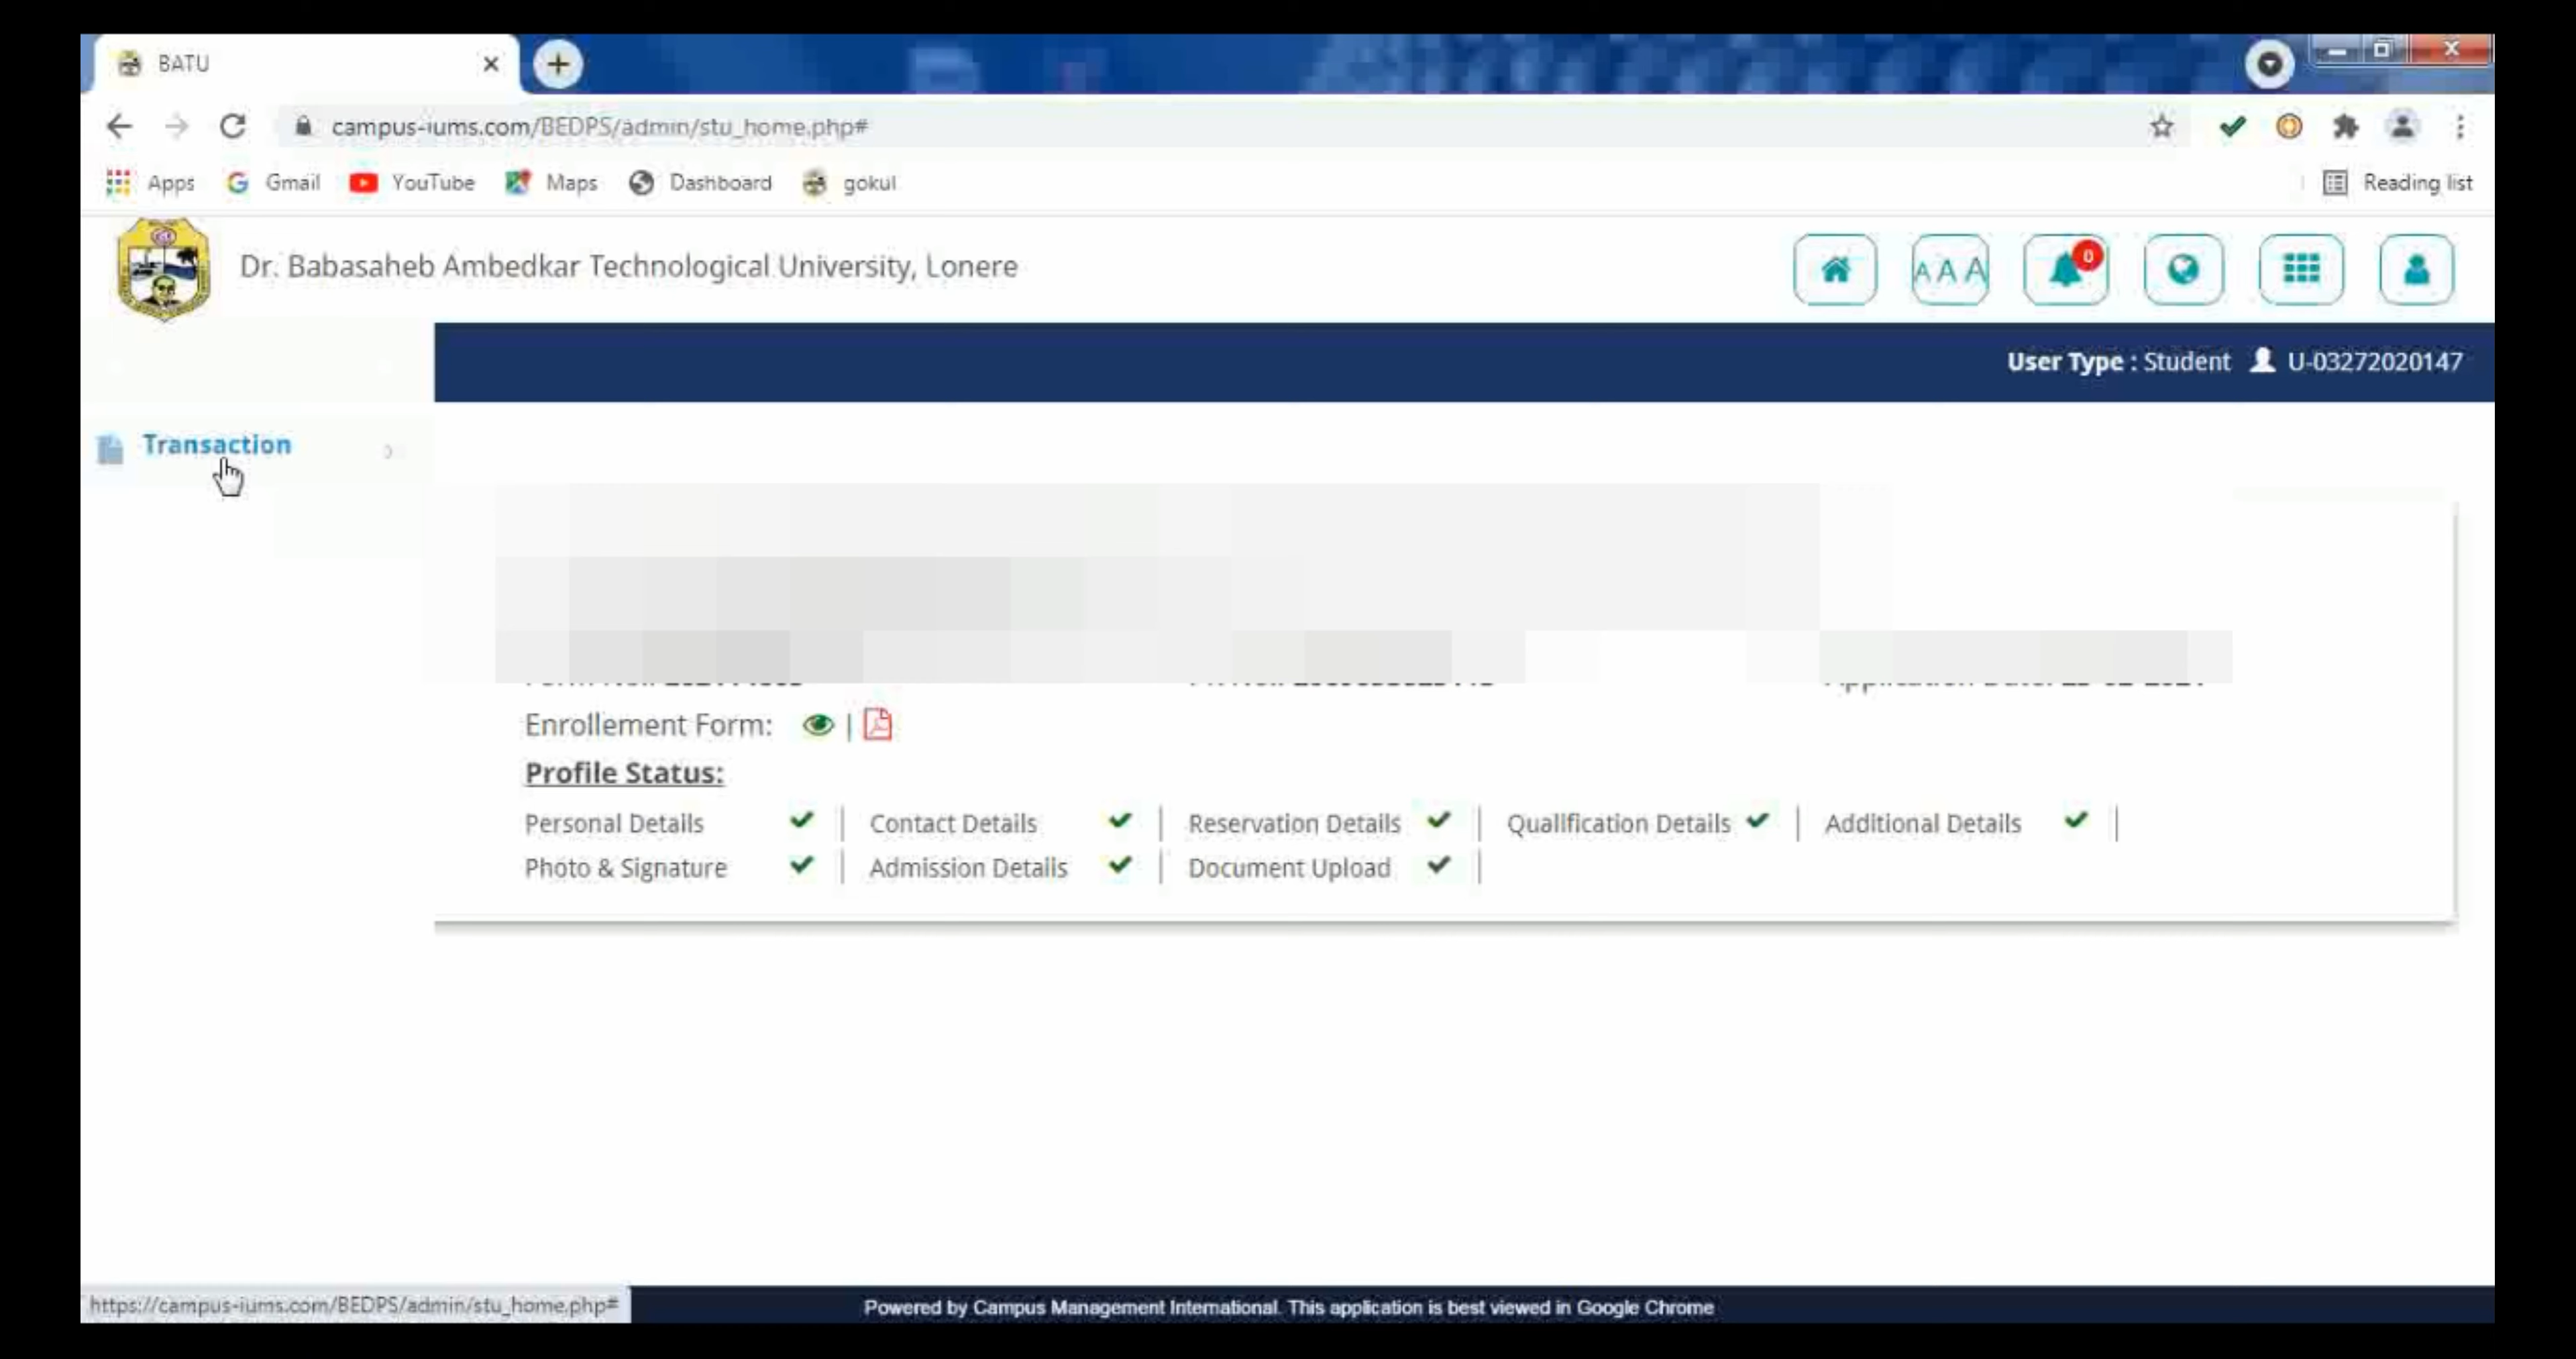 BATU
campus-iums.com/BEDPS/admin/stu_home.php#
Apps Gmail YouTube Maps Dashboard gokul Reading list
Dr. Babasaheb Ambedkar Technological University, Lonere
AAA 0
User Type : Student U-03272020147
Transaction
Enrollement Form: |
Profile Status:
Personal Details | Contact Details | Reservation Details | Qualification Details | Additional Details |
Photo & Signature | Admission Details | Document Upload |
https://campus-iums.com/BEDPS/admin/stu_home.php#
Powered by Campus Management International. This application is best viewed in Google Chrome